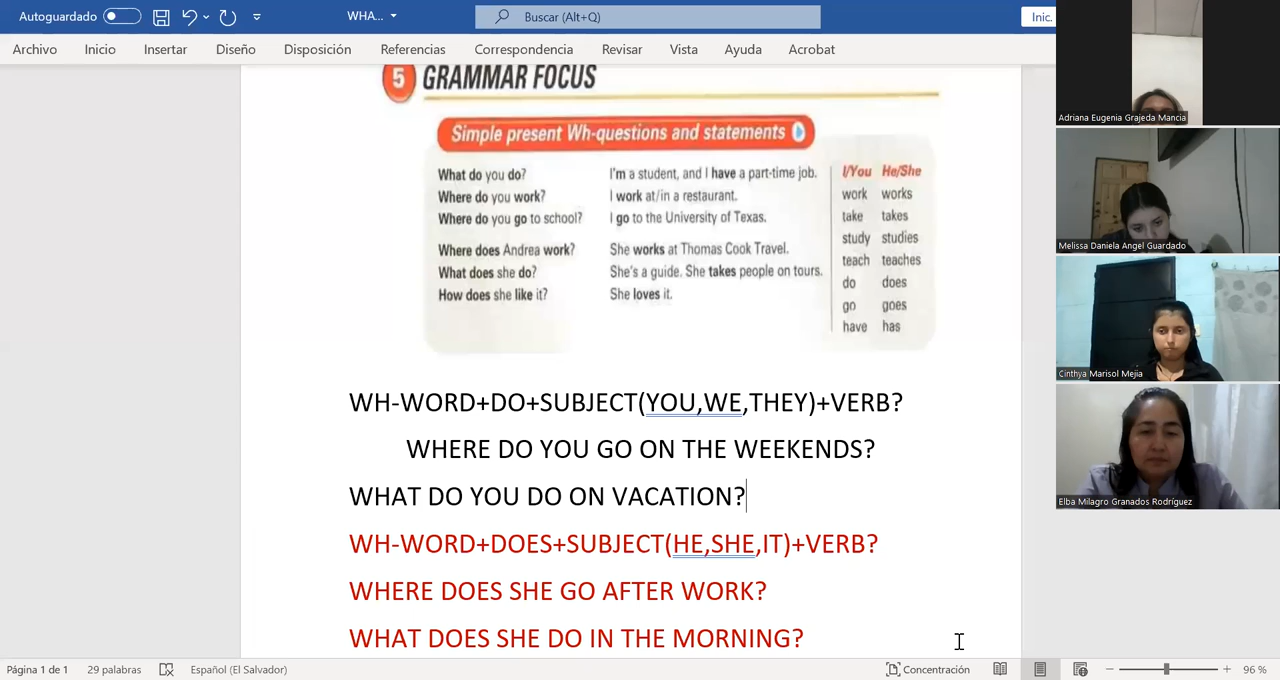 Autoguardado
WHA...
Buscar (Alt+Q)
Inic.
Archivo Inicio Insertar Diseño Disposición Referencias Correspondencia Revisar Vista Ayuda Acrobat
5 GRAMMAR FOCUS
Simple present Wh-questions and statements
What do you do? I'm a student, and I have a part-time job.
Where do you work? I work at/in a restaurant.
Where do you go to school? I go to the University of Texas.
Where does Andrea work? She works at Thomas Cook Travel.
What does she do? She's a guide. She takes people on tours.
How does she like it? She loves it.
I/You He/She
work works
take takes
study studies
teach teaches
do does
go goes
have has
WH-WORD+DO+SUBJECT(YOU,WE,THEY)+VERB?
WHERE DO YOU GO ON THE WEEKENDS?
WHAT DO YOU DO ON VACATION?
WH-WORD+DOES+SUBJECT(HE,SHE,IT)+VERB?
WHERE DOES SHE GO AFTER WORK?
WHAT DOES SHE DO IN THE MORNING?
Adriana Eugenia Grajeda Mancia
Melissa Daniela Angel Guardado
Cinthya Marisol Mejia
Elba Milagro Granados Rodríguez
Página 1 de 1 29 palabras Español (El Salvador) Concentración 96 %